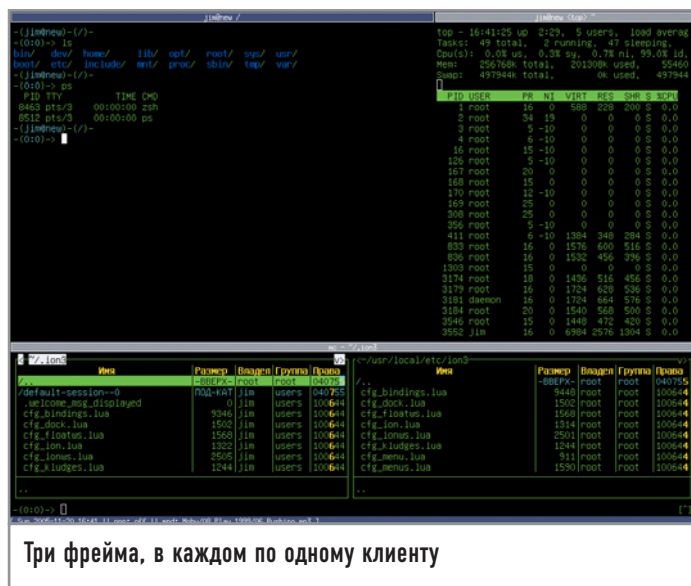 jim@new /
-(jim@new)-(/)-
-(0:0)-> ls
bin/ dev/ home/ lib/ opt/ root/ sys/ usr/
boot/ etc/ include/ mnt/ proc/ sbin/ tmp/ var/
-(jim@new)-(/)-
-(0:0)-> ps
PID TTY TIME CMD
8463 pts/3 00:00:00 zsh
8512 pts/3 00:00:00 ps
-(jim@new)-(/)-
-(0:0)->
jim@new (top) ~
top - 16:41:25 up 2:29, 5 users, load averag
Tasks: 49 total, 2 running, 47 sleeping,
Cpu(s): 0.0% us, 0.3% sy, 0.7% ni, 99.0% id,
Mem: 256768k total, 201308k used, 55460
Swap: 497944k total, 0k used, 497944
PID USER PR NI VIRT RES SHR S %CPU
1 root 16 0 588 228 200 S 0.0
2 root 34 19 0 0 0 S 0.0
3 root 5 -10 0 0 0 S 0.0
4 root 6 -10 0 0 0 S 0.0
16 root 15 -10 0 0 0 S 0.0
126 root 5 -10 0 0 0 S 0.0
167 root 20 0 0 0 0 S 0.0
168 root 15 0 0 0 0 S 0.0
170 root 12 -10 0 0 0 S 0.0
169 root 25 0 0 0 0 S 0.0
308 root 25 0 0 0 0 S 0.0
356 root 5 -10 0 0 0 S 0.0
411 root 6 -10 1384 348 284 S 0.0
833 root 16 0 1576 600 516 S 0.0
836 root 16 0 1532 456 396 S 0.0
1303 root 15 0 0 0 0 S 0.0
3174 root 18 0 1436 516 456 S 0.0
3179 root 16 0 1724 628 536 S 0.0
3181 daemon 16 0 1724 664 576 S 0.0
3184 root 20 0 1540 568 500 S 0.0
3546 root 15 0 1448 472 420 S 0.0
3552 jim 16 0 6984 2576 1304 S 0.0
mc - ~/.ion3
<~/.ion3 v>
Имя Размер Владел Группа Права
/.. -ВВЕРХ- root root 040755
/default-session--0 ПОД-КАТ jim users 040755
.welcome_msg_displayed 0 jim users 100644
cfg_bindings.lua 9346 jim users 100644
cfg_dock.lua 1502 jim users 100644
cfg_floatws.lua 1568 jim users 100644
cfg_ion.lua 1322 jim users 100644
cfg_ionws.lua 2505 jim users 100644
cfg_kludges.lua 1244 jim users 100644
/..
<~/usr/local/etc/ion3 v>
Имя Размер Владел Группа Права
/.. -ВВЕРХ- root root 040755
cfg_bindings.lua 9448 root root 100644
cfg_dock.lua 1502 root root 100644
cfg_floatws.lua 1568 root root 100644
cfg_ion.lua 1314 root root 100644
cfg_ionws.lua 2501 root root 100644
cfg_kludges.lua 1244 root root 100644
cfg_menu.lua 911 root root 100644
cfg_menus.lua 1590 root root 100644
/..
-(0:0)-> [^]
Sun 2005-11-20 16:41
Три фрейма, в каждом по одному клиенту